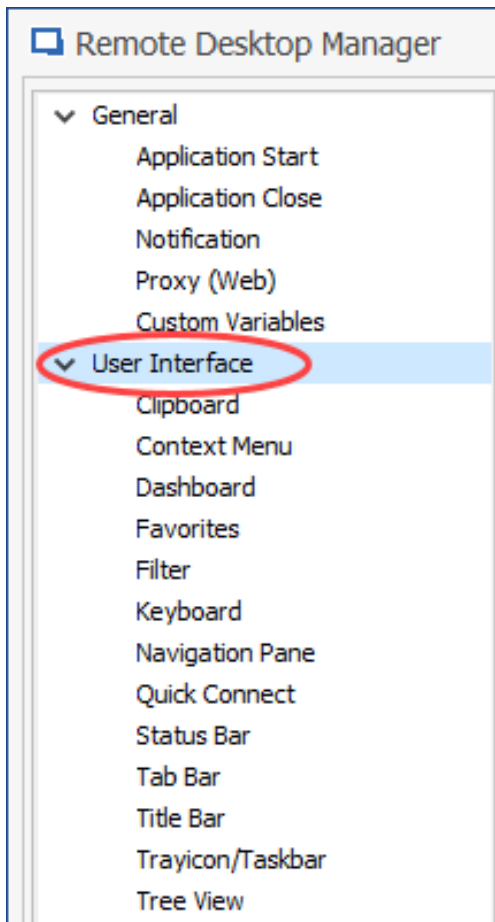 Remote Desktop Manager
General
Application Start
Application Close
Notification
Proxy (Web)
Custom Variables
User Interface
Clipboard
Context Menu
Dashboard
Favorites
Filter
Keyboard
Navigation Pane
Quick Connect
Status Bar
Tab Bar
Title Bar
Trayicon/Taskbar
Tree View